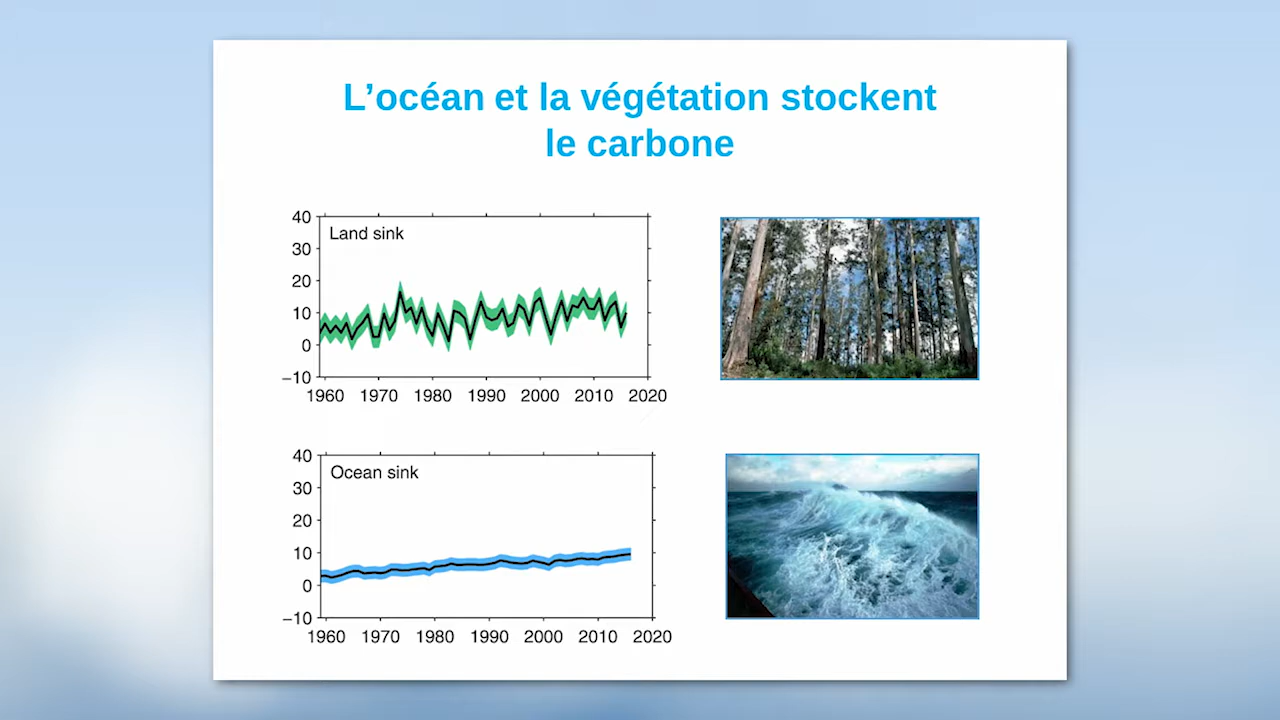 L’océan et la végétation stockent
le carbone
40
Land sink
30
20
10
0
−10
1960 1970 1980 1990 2000 2010 2020
40
Ocean sink
30
20
10
0
−10
1960 1970 1980 1990 2000 2010 2020